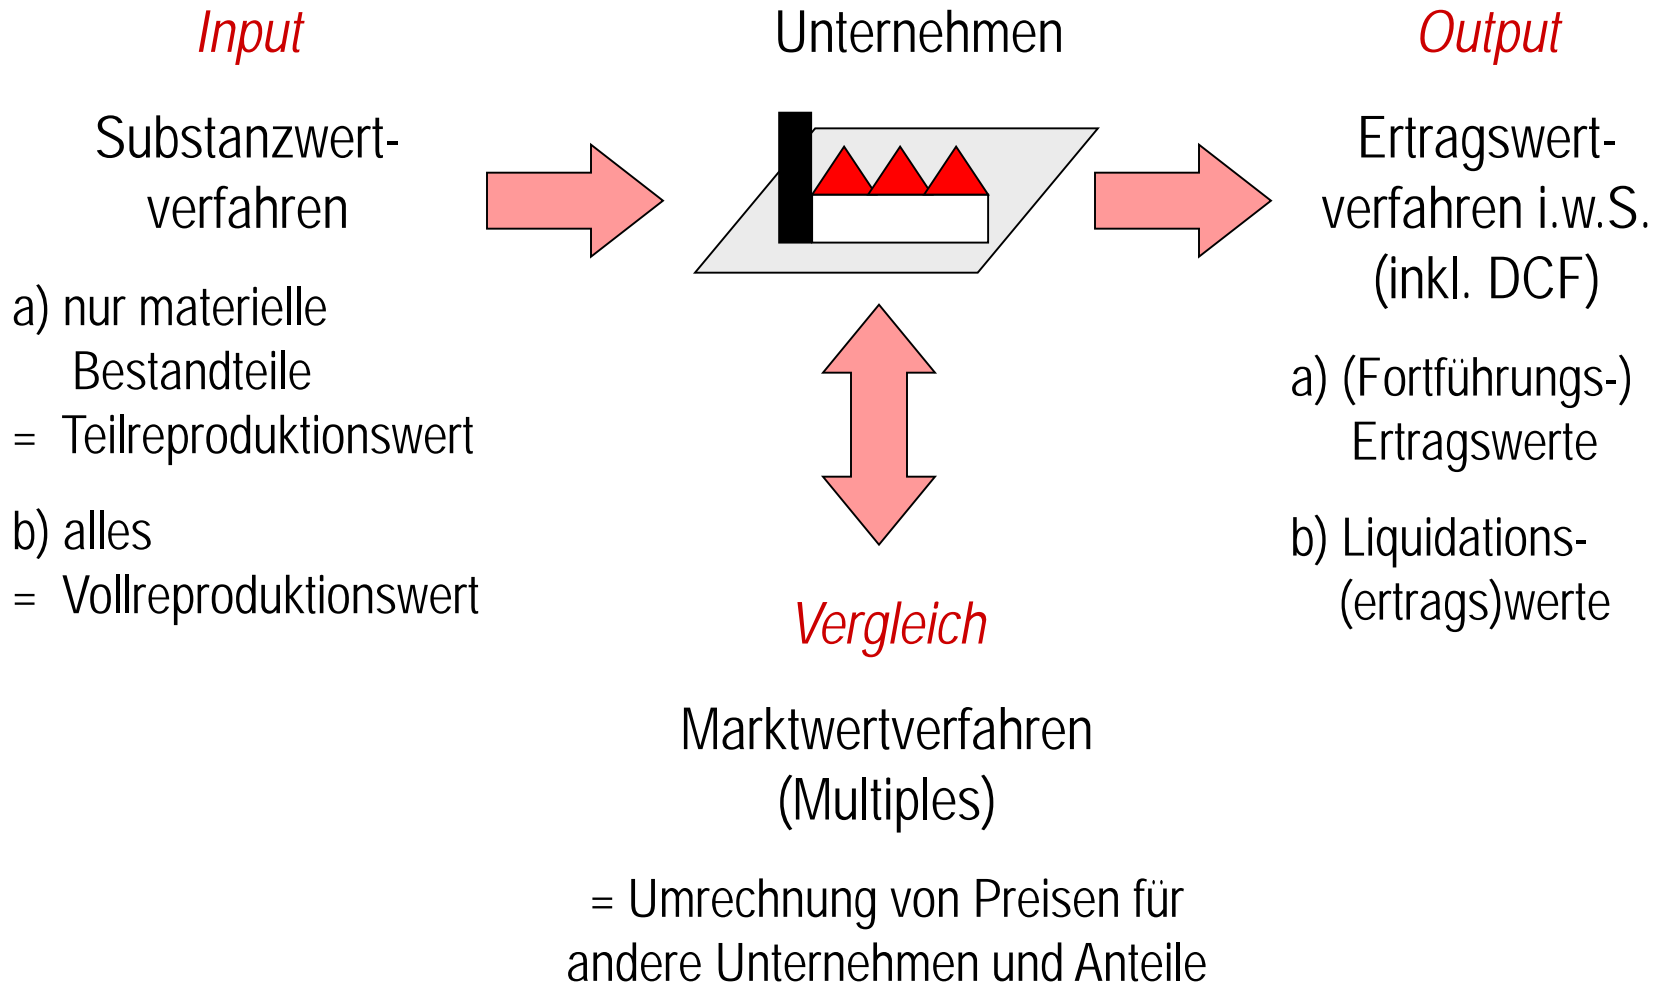 Input
Substanzwert-
verfahren
a) nur materielle
Bestandteile
= Teilreproduktionswert
b) alles
= Vollreproduktionswert
Unternehmen
Vergleich
Marktwertverfahren
(Multiples)
= Umrechnung von Preisen für
andere Unternehmen und Anteile
Output
Ertragswert-
verfahren i.w.S.
(inkl. DCF)
a) (Fortführungs-)
Ertragswerte
b) Liquidations-
(ertrags)werte